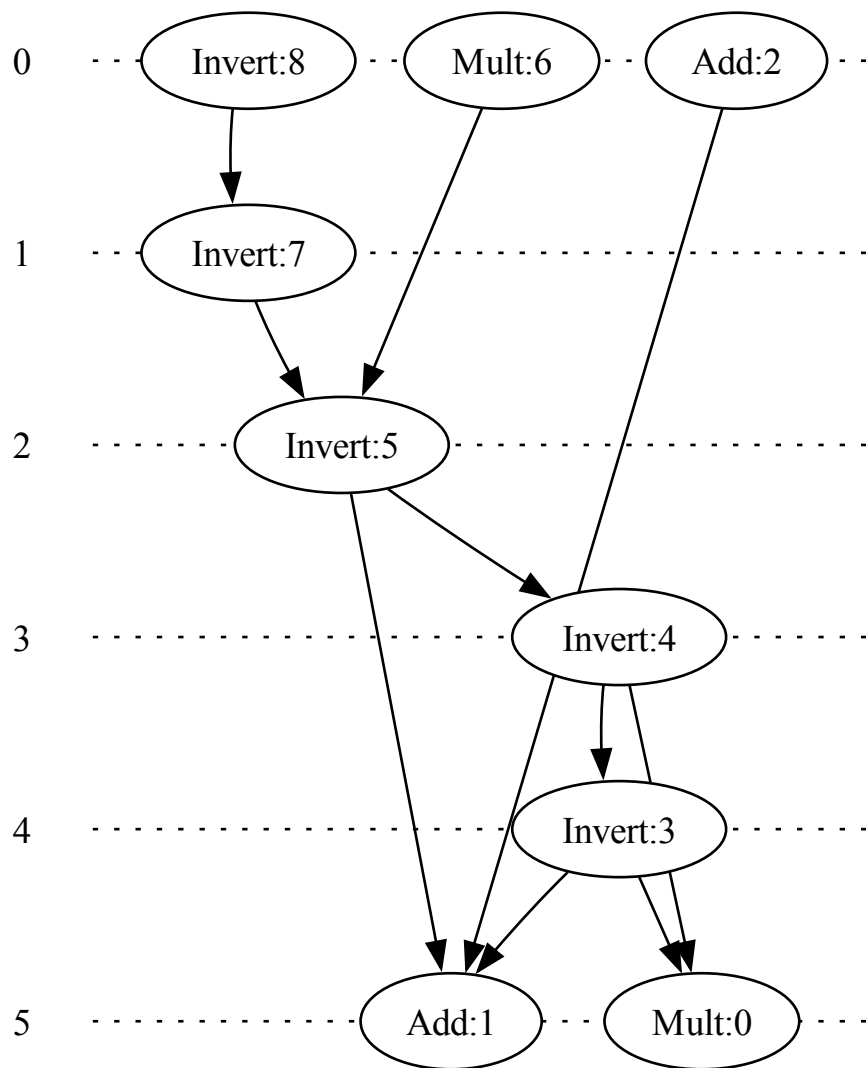 0 Invert:8 Mult:6 Add:2
1 Invert:7
2 Invert:5
3 Invert:4
4 Invert:3
5 Add:1 Mult:0